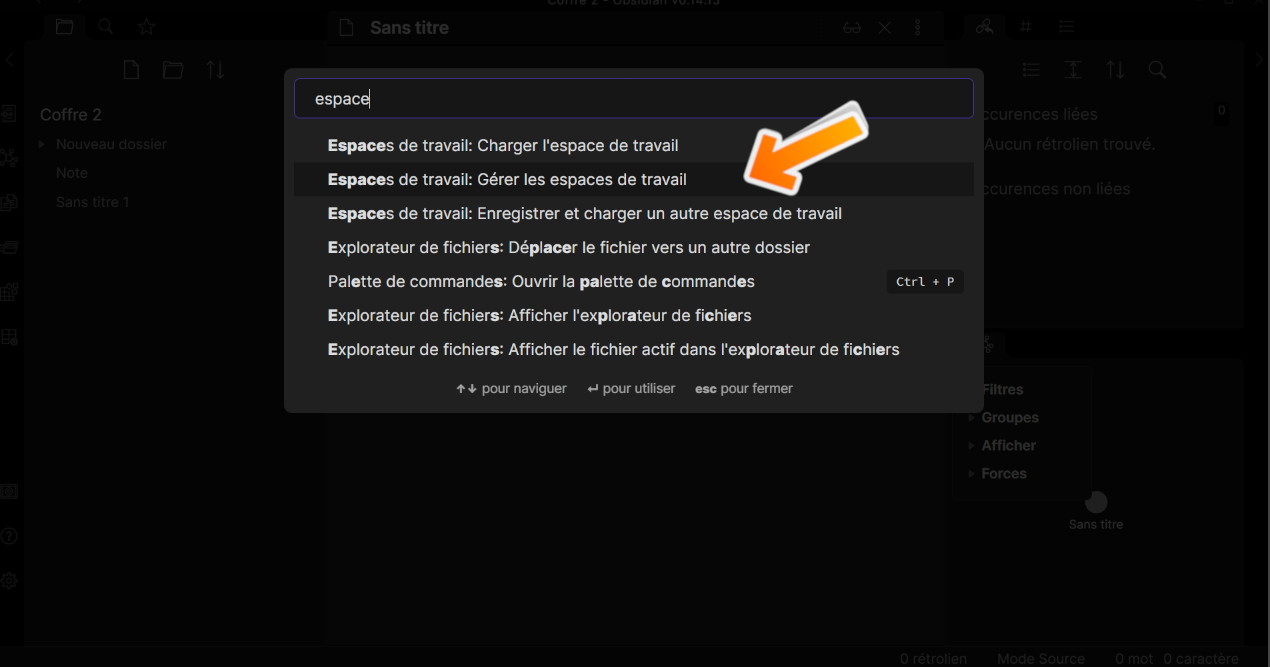 Coffre 2 - Obsidian v0.14.15
Sans titre
Coffre 2
Nouveau dossier
Note
Sans titre 1
espace
Espaces de travail: Charger l'espace de travail
Espaces de travail: Gérer les espaces de travail
Espaces de travail: Enregistrer et charger un autre espace de travail
Explorateur de fichiers: Déplacer le fichier vers un autre dossier
Palette de commandes: Ouvrir la palette de commandes
Ctrl + P
Explorateur de fichiers: Afficher l'explorateur de fichiers
Explorateur de fichiers: Afficher le fichier actif dans l'explorateur de fichiers
↑↓ pour naviguer ↵ pour utiliser esc pour fermer
ccurences liées 0
Aucun rétrolien trouvé.
ccurences non liées
Filtres
Groupes
Afficher
Forces
Sans titre
0 rétrolien Mode Source 0 mot 0 caractère